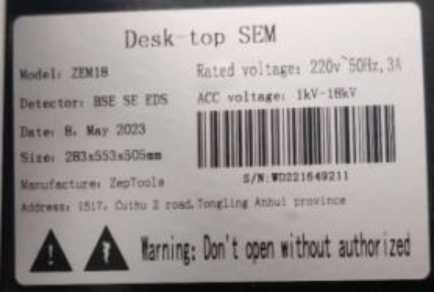 Desk-top SEM
Model: ZEM18
Rated voltage: 220v~50Hz, 3A
Detector: BSE SE EDS
ACC voltage: 1kV-18kV
Date: 8. May 2023
Size: 283x553x505mm
S/N:WD221649211
Manufacture: ZepTools
Address: 1517, Cuihu 2 road, Tongling Anhui province
Warning: Don't open without authorized